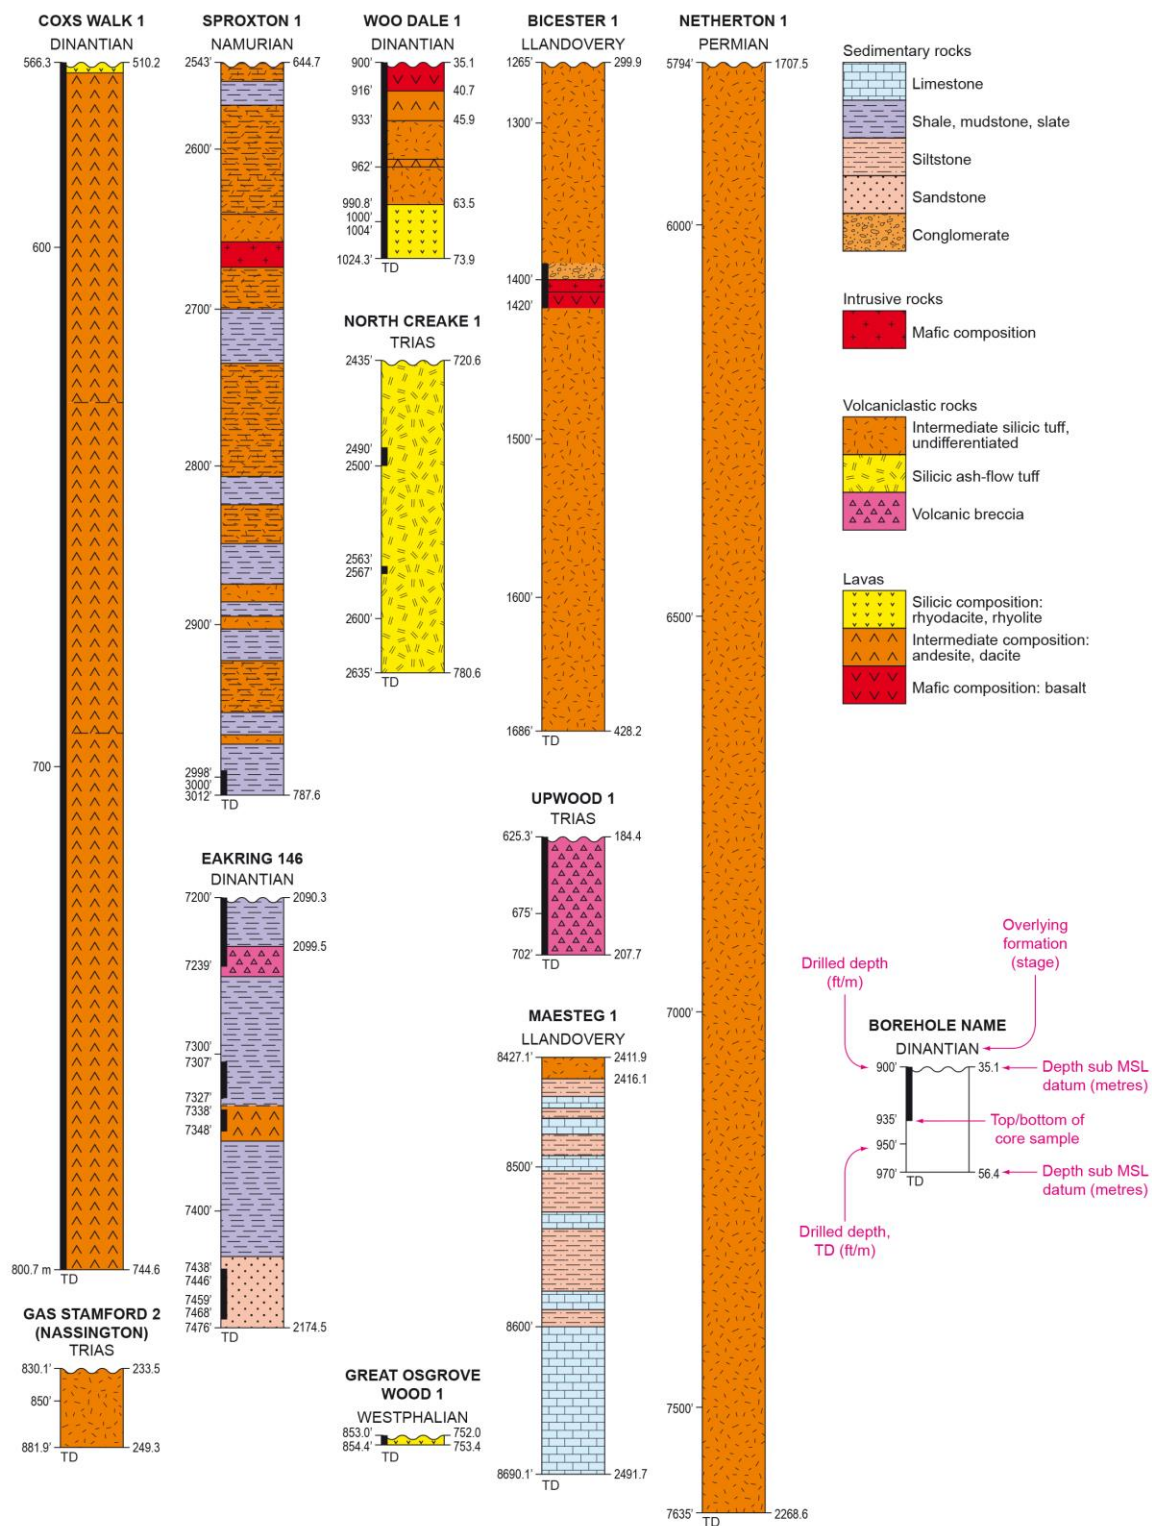 COXS WALK 1
DINANTIAN
566.3
510.2
600
700
800.7 m
744.6
TD
GAS STAMFORD 2
(NASSINGTON)
TRIAS
830.1'
233.5
850'
881.9'
249.3
TD
SPROXTON 1
NAMURIAN
2543'
644.7
2600'
2700'
2800'
2900'
2998'
3000'
3012'
787.6
TD
EAKRING 146
DINANTIAN
7200'
2090.3
2099.5
7239'
7300'
7307'
7327'
7338'
7348'
7400'
7438'
7446'
7459'
7468'
7476'
2174.5
TD
WOO DALE 1
DINANTIAN
900'
35.1
916'
40.7
933'
45.9
962'
990.8'
63.5
1000'
1004'
1024.3'
73.9
TD
NORTH CREAKE 1
TRIAS
2435'
720.6
2490'
2500'
2563'
2567'
2600'
2635'
780.6
TD
GREAT OSGROVE
WOOD 1
WESTPHALIAN
853.0'
752.0
854.4'
753.4
TD
BICESTER 1
LLANDOVERY
1265'
299.9
1300'
1400'
1420'
1500'
1600'
1686'
428.2
TD
UPWOOD 1
TRIAS
625.3'
184.4
675'
702'
207.7
TD
MAESTEG 1
LLANDOVERY
8427.1'
2411.9
2416.1
8500'
8600'
8690.1'
2491.7
TD
NETHERTON 1
PERMIAN
5794'
1707.5
6000'
6500'
7000'
7500'
7635'
2268.6
TD
Sedimentary rocks
Limestone
Shale, mudstone, slate
Siltstone
Sandstone
Conglomerate
Intrusive rocks
Mafic composition
Volcaniclastic rocks
Intermediate silicic tuff,
undifferentiated
Silicic ash-flow tuff
Volcanic breccia
Lavas
Silicic composition:
rhyodacite, rhyolite
Intermediate composition:
andesite, dacite
Mafic composition: basalt
Overlying
formation
(stage)
Drilled depth
(ft/m)
BOREHOLE NAME
DINANTIAN
900'
35.1
Depth sub MSL
datum (metres)
935'
Top/bottom of
core sample
950'
970'
56.4
Depth sub MSL
datum (metres)
TD
Drilled depth,
TD (ft/m)